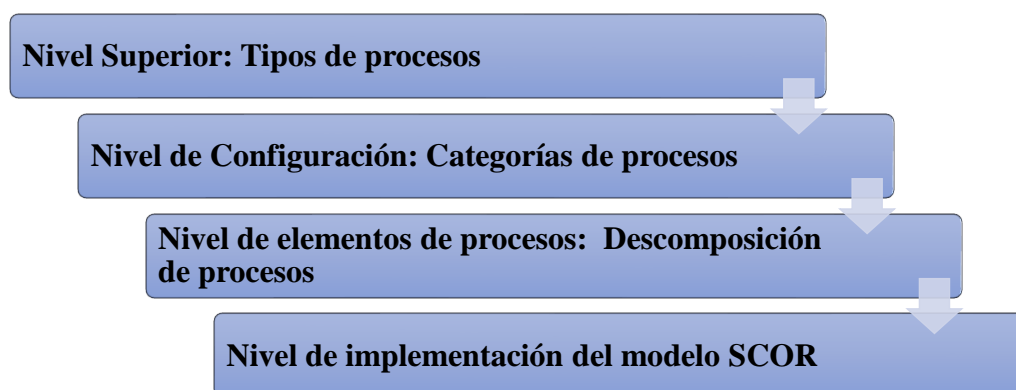 Nivel Superior: Tipos de procesos
Nivel de Configuración: Categorías de procesos
Nivel de elementos de procesos:  Descomposición
de procesos
Nivel de implementación del modelo SCOR